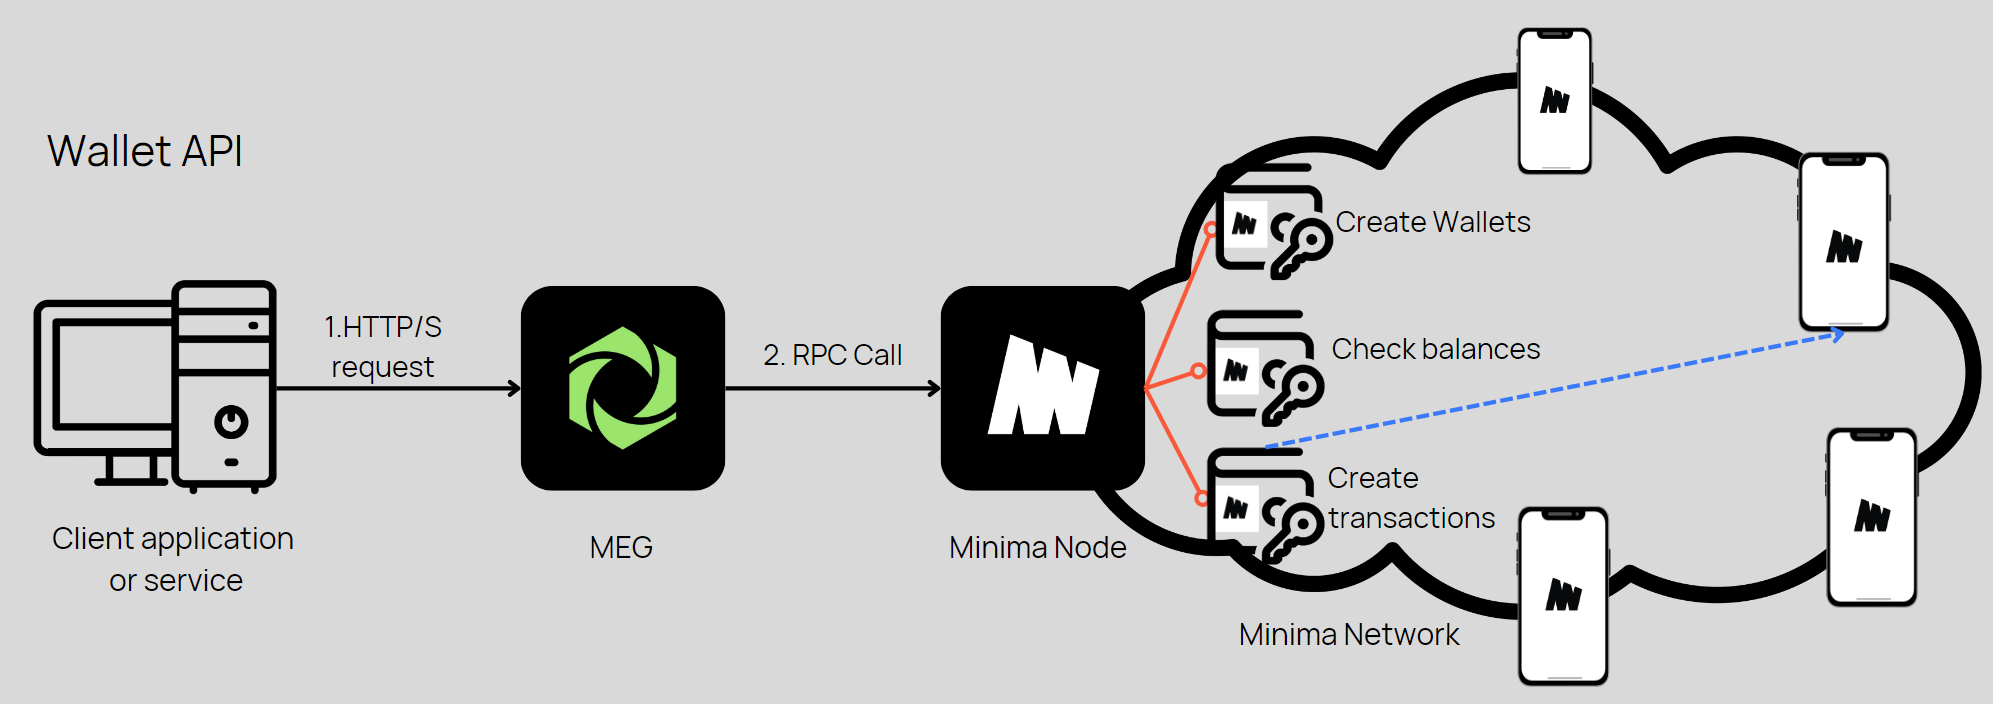 Wallet API
1.HTTP/S
request
2. RPC Call
Client application
or service
MEG
Minima Node
Create Wallets
Check balances
Create
transactions
Minima Network